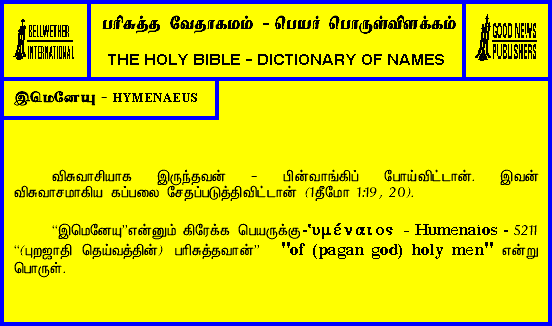 BELLWETHER
INTERNATIONAL
பரிசுத்த வேதாகமம் - பெயர் பொருள்விளக்கம்
THE HOLY BIBLE - DICTIONARY OF NAMES
GOOD NEWS
PUBLISHERS
இமெனேயு - HYMENAEUS
விசுவாசியாக இருந்தவன் - பின்வாங்கிப் போய்விட்டான். இவன்
விசுவாசமாகிய கப்பலை சேதப்படுத்திவிட்டான் (1தீமோ 1:19, 20).
“இமெனேயு”என்னும் கிரேக்க பெயருக்கு-Ὑμέναιος - Humenaios - 5211
“(புறஜாதி தெய்வத்தின்) பரிசுத்தவான்” "of (pagan god) holy men" என்று
பொருள்.